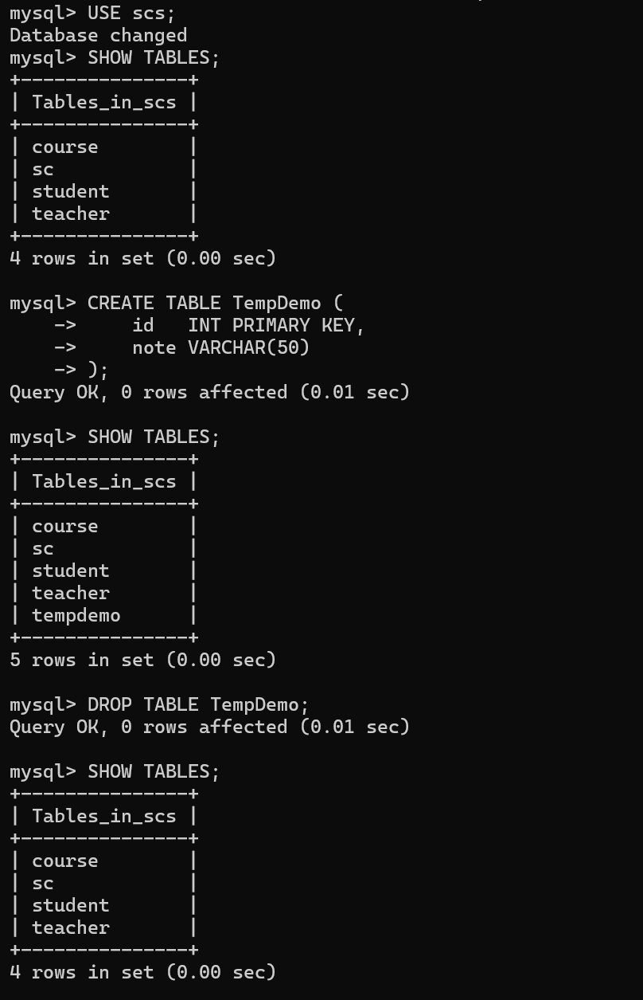 mysql> USE scs;
Database changed
mysql> SHOW TABLES;
+---------------+
| Tables_in_scs |
+---------------+
| course        |
| sc            |
| student       |
| teacher       |
+---------------+
4 rows in set (0.00 sec)

mysql> CREATE TABLE TempDemo (
    ->     id   INT PRIMARY KEY,
    ->     note VARCHAR(50)
    -> );
Query OK, 0 rows affected (0.01 sec)

mysql> SHOW TABLES;
+---------------+
| Tables_in_scs |
+---------------+
| course        |
| sc            |
| student       |
| teacher       |
| tempdemo      |
+---------------+
5 rows in set (0.00 sec)

mysql> DROP TABLE TempDemo;
Query OK, 0 rows affected (0.01 sec)

mysql> SHOW TABLES;
+---------------+
| Tables_in_scs |
+---------------+
| course        |
| sc            |
| student       |
| teacher       |
+---------------+
4 rows in set (0.00 sec)